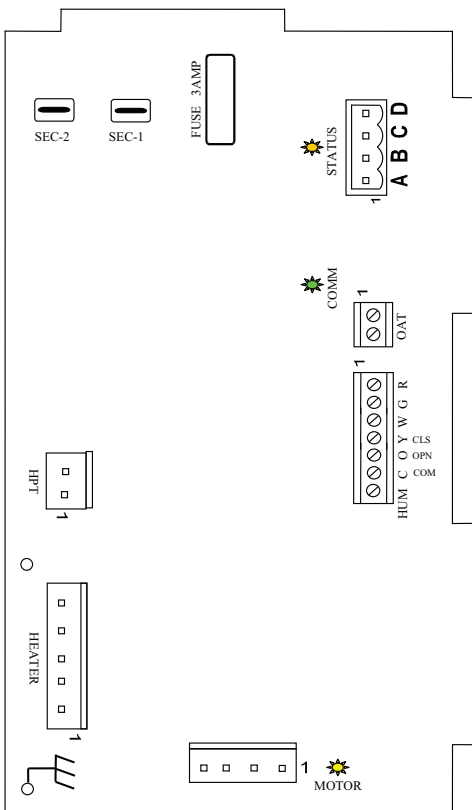 FUSE 3AMP
SEC-2
SEC-1
STATUS
A B C D
1
COMM
1
OAT
1
HUM C O Y W G R
CLS
OPN
COM
HPT
1
HEATER
1
1
MOTOR